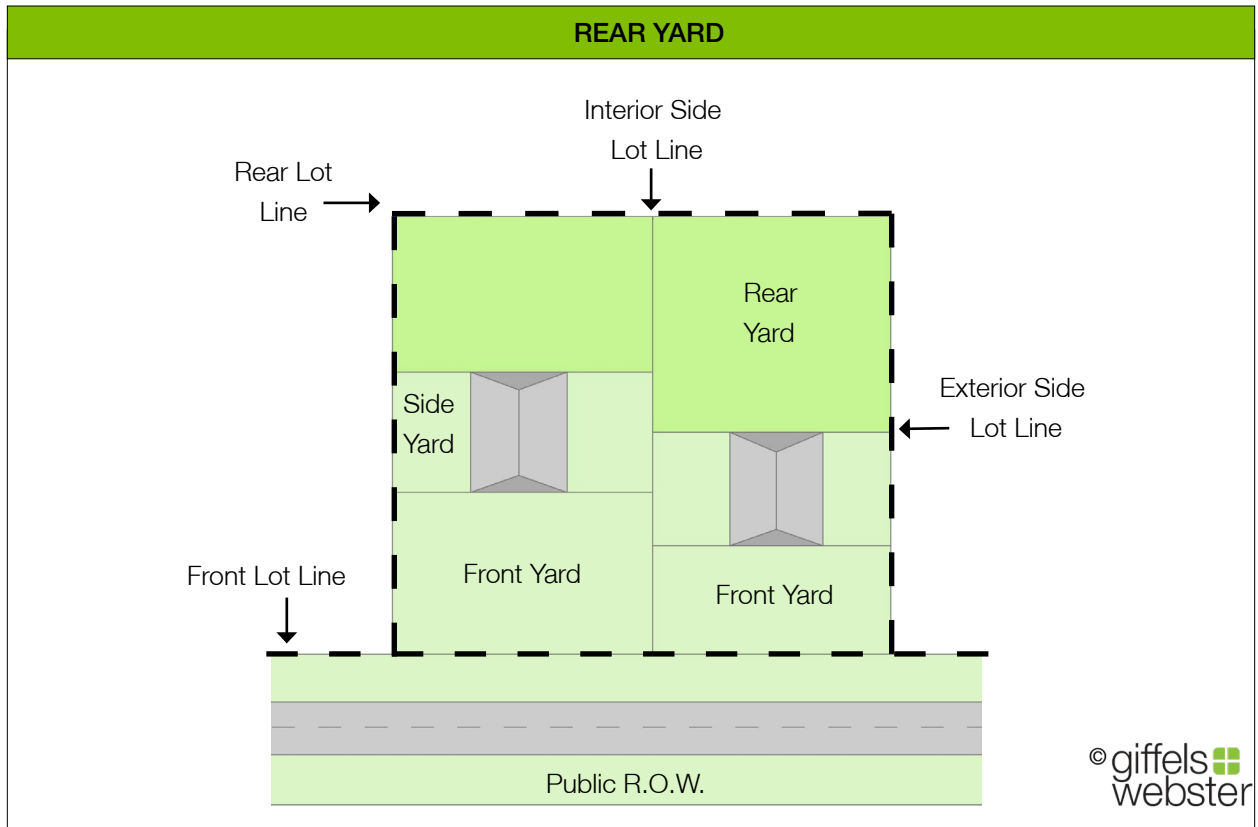 REAR YARD
Interior Side
Lot Line
Rear Lot
Line
Rear
Yard
Side
Yard
Exterior Side
Lot Line
Front Lot Line
Front Yard
Front Yard
Public R.O.W.
© giffels
webster